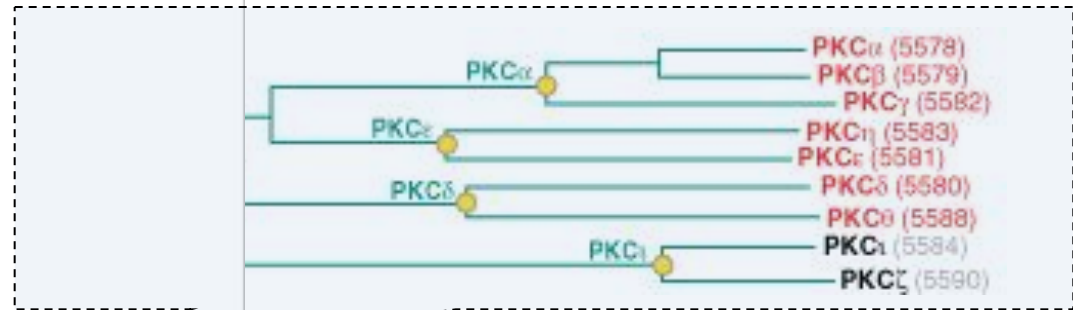 PKCα (5578)
PKCα
PKCβ (5579)
PKCγ (5582)
PKCε
PKCη (5583)
PKCε (5581)
PKCδ
PKCδ (5580)
PKCθ (5588)
PKCι
PKCι (5584)
PKCζ (5590)